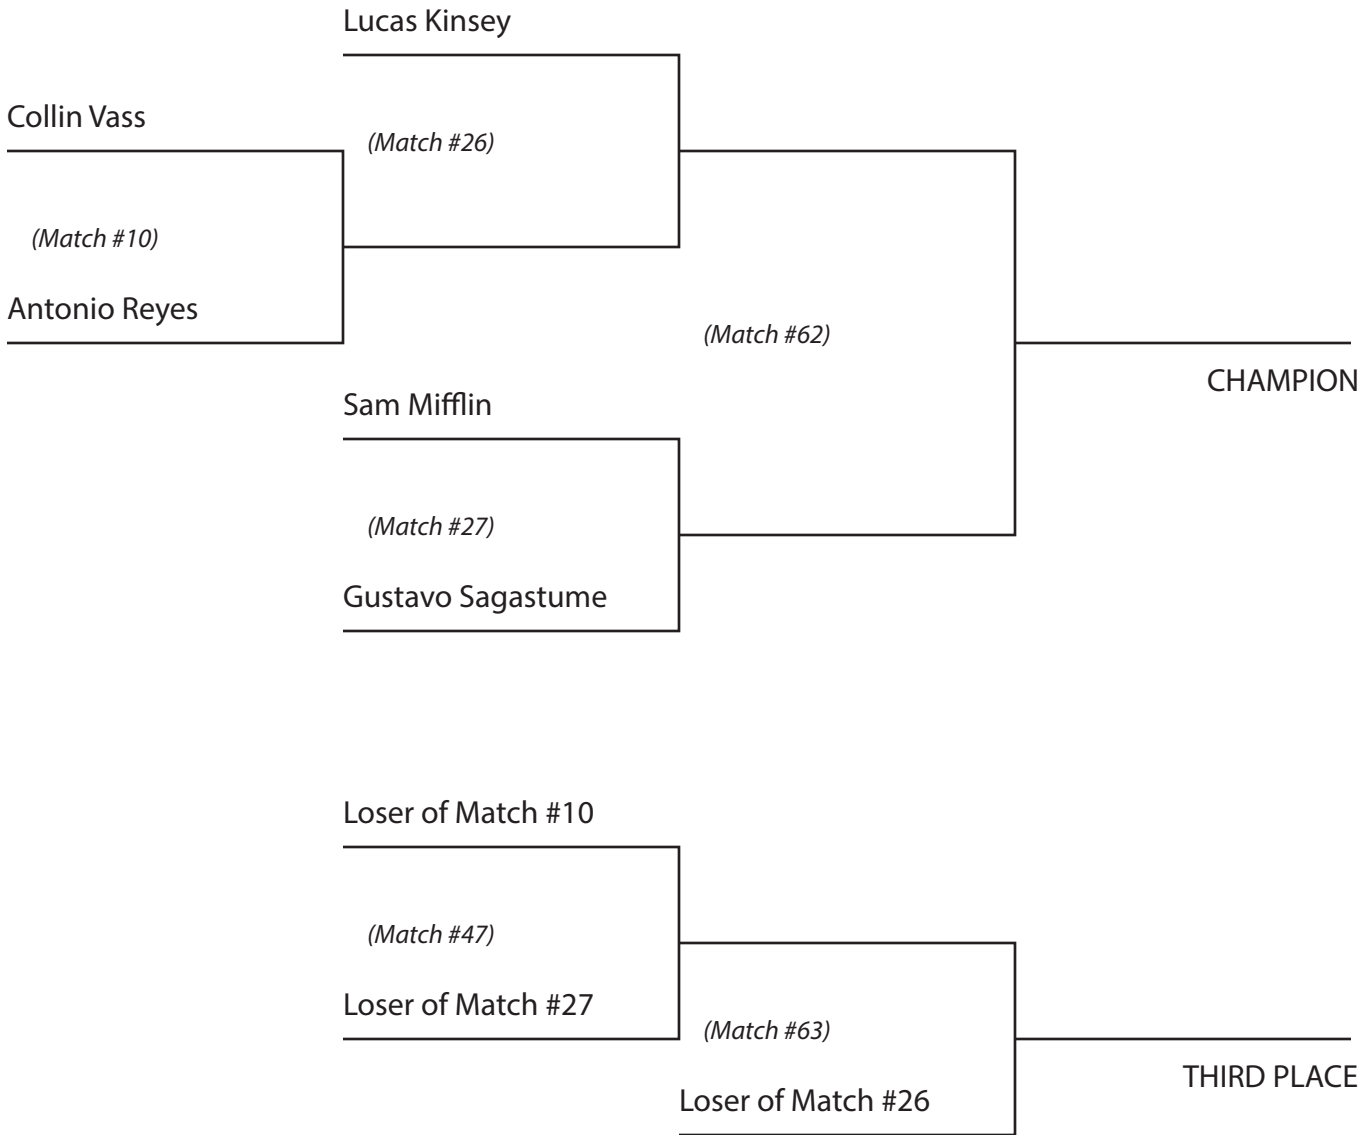 Lucas Kinsey
Collin Vass
(Match #26)
(Match #10)
Antonio Reyes
(Match #62)
CHAMPION
Sam Mifflin
(Match #27)
Gustavo Sagastume
Loser of Match #10
(Match #47)
Loser of Match #27
(Match #63)
THIRD PLACE
Loser of Match #26